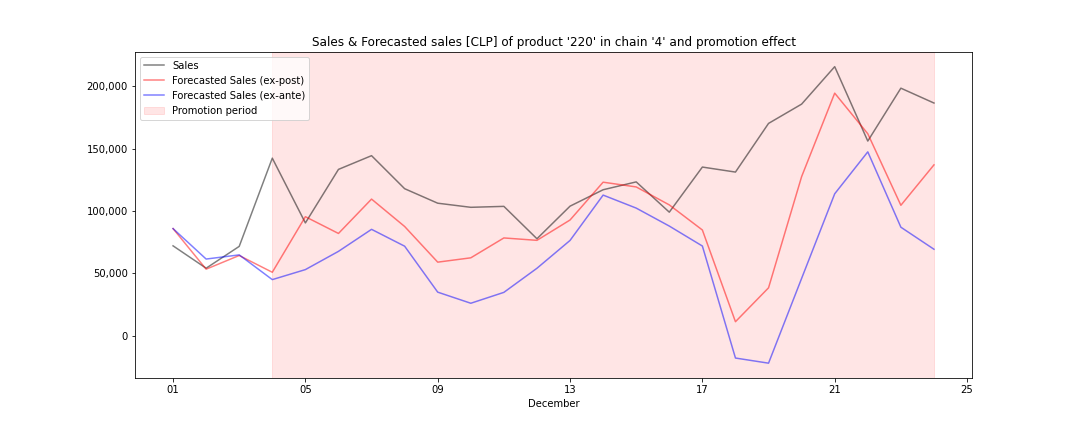 Sales & Forecasted sales [CLP] of product '220' in chain '4' and promotion effect
Sales
Forecasted Sales (ex-post)
Forecasted Sales (ex-ante)
Promotion period
200,000
150,000
100,000
50,000
0
01 05 09 13 17 21 25
December